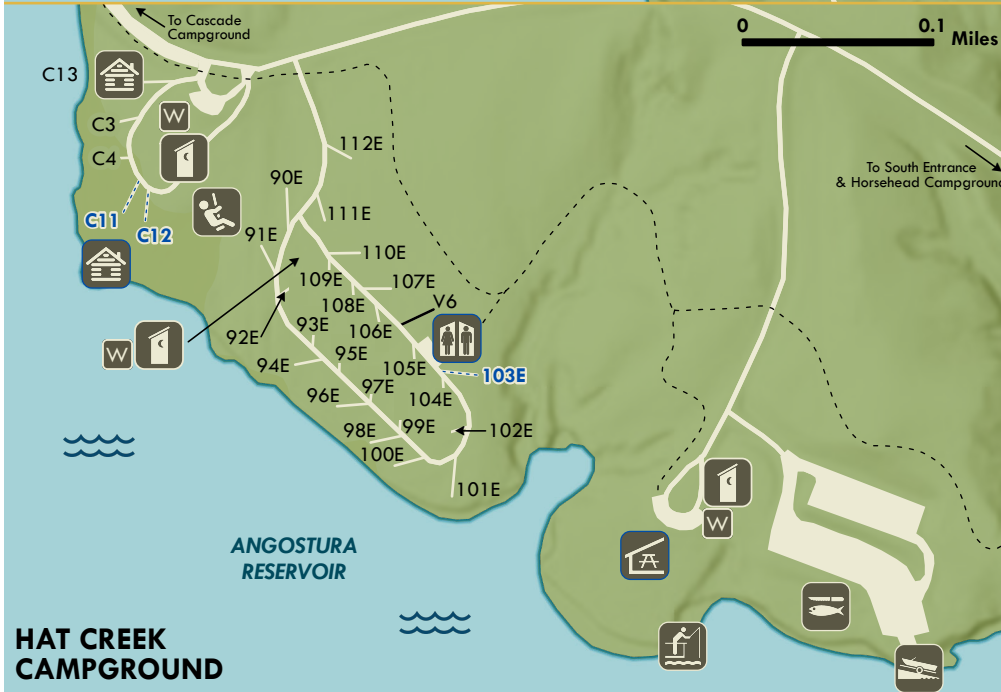 To Cascade
Campground
0 0.1 Miles
C13
W
C3
C4
112E
To South Entrance
& Horsehead Campground
90E
C11
C12
111E
91E
110E
109E
107E
108E
V6
93E
106E
92E
95E
105E
94E
103E
W
97E
104E
96E
99E
98E
102E
100E
101E
W
ANGOSTURA
RESERVOIR
HAT CREEK
CAMPGROUND